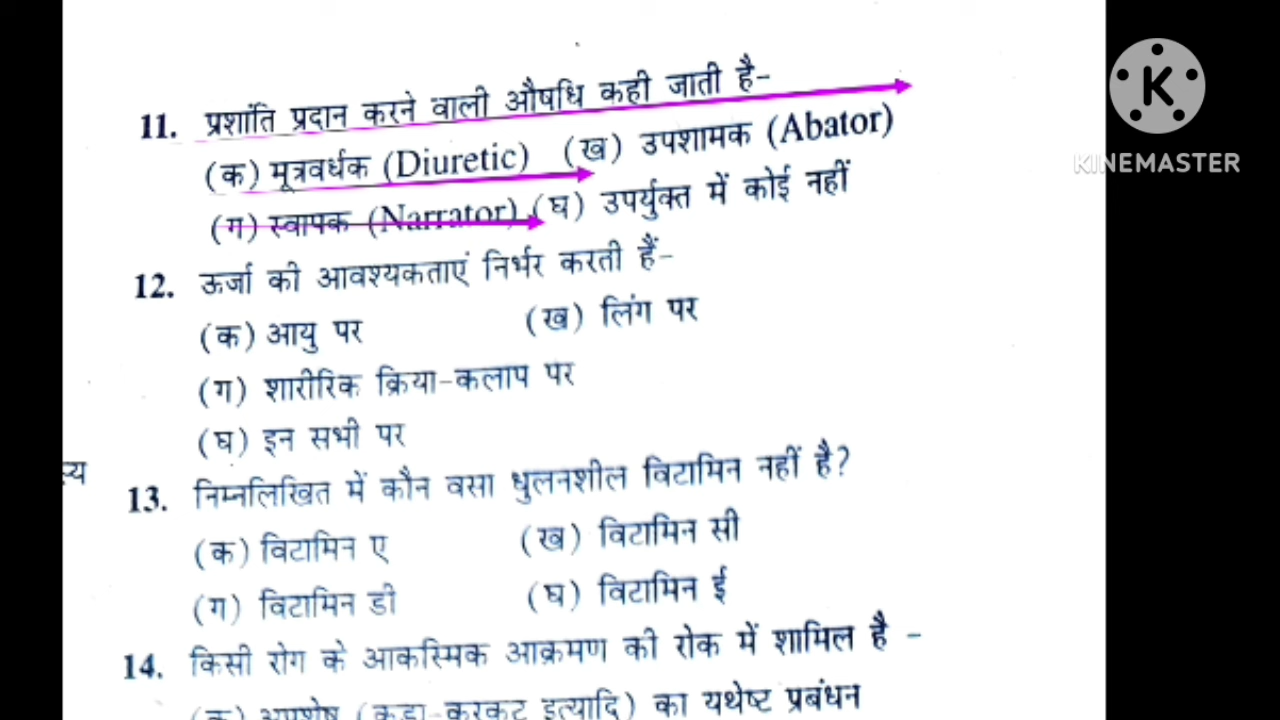 11. प्रशांति प्रदान करने वाली औषधि कही जाती है-
(क) मूत्रवर्धक (Diuretic) (ख) उपशामक (Abator)
(ग) स्वापक (Narrator) (घ) उपर्युक्त में कोई नहीं
12. ऊर्जा की आवश्यकताएं निर्भर करती हैं-
(क) आयु पर (ख) लिंग पर
(ग) शारीरिक क्रिया-कलाप पर
(घ) इन सभी पर
13. निम्नलिखित में कौन वसा धुलनशील विटामिन नहीं है?
(क) विटामिन ए (ख) विटामिन सी
(ग) विटामिन डी (घ) विटामिन ई
14. किसी रोग के आकस्मिक आक्रमण की रोक में शामिल है -
(क) अपशेष (कूड़ा-करकट इत्यादि) का यथेष्ट प्रबंधन
K
KINEMASTER